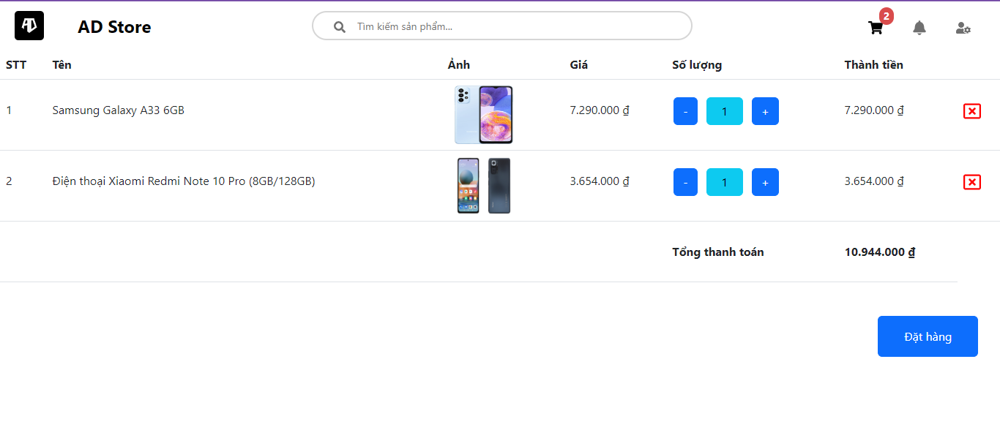 AD Store
Tìm kiếm sản phẩm...
2
STT Tên Ảnh Giá Số lượng Thành tiền
1 Samsung Galaxy A33 6GB 7.290.000 ₫ - 1 + 7.290.000 ₫
2 Điện thoại Xiaomi Redmi Note 10 Pro (8GB/128GB) 3.654.000 ₫ - 1 + 3.654.000 ₫
Tổng thanh toán 10.944.000 ₫
Đặt hàng